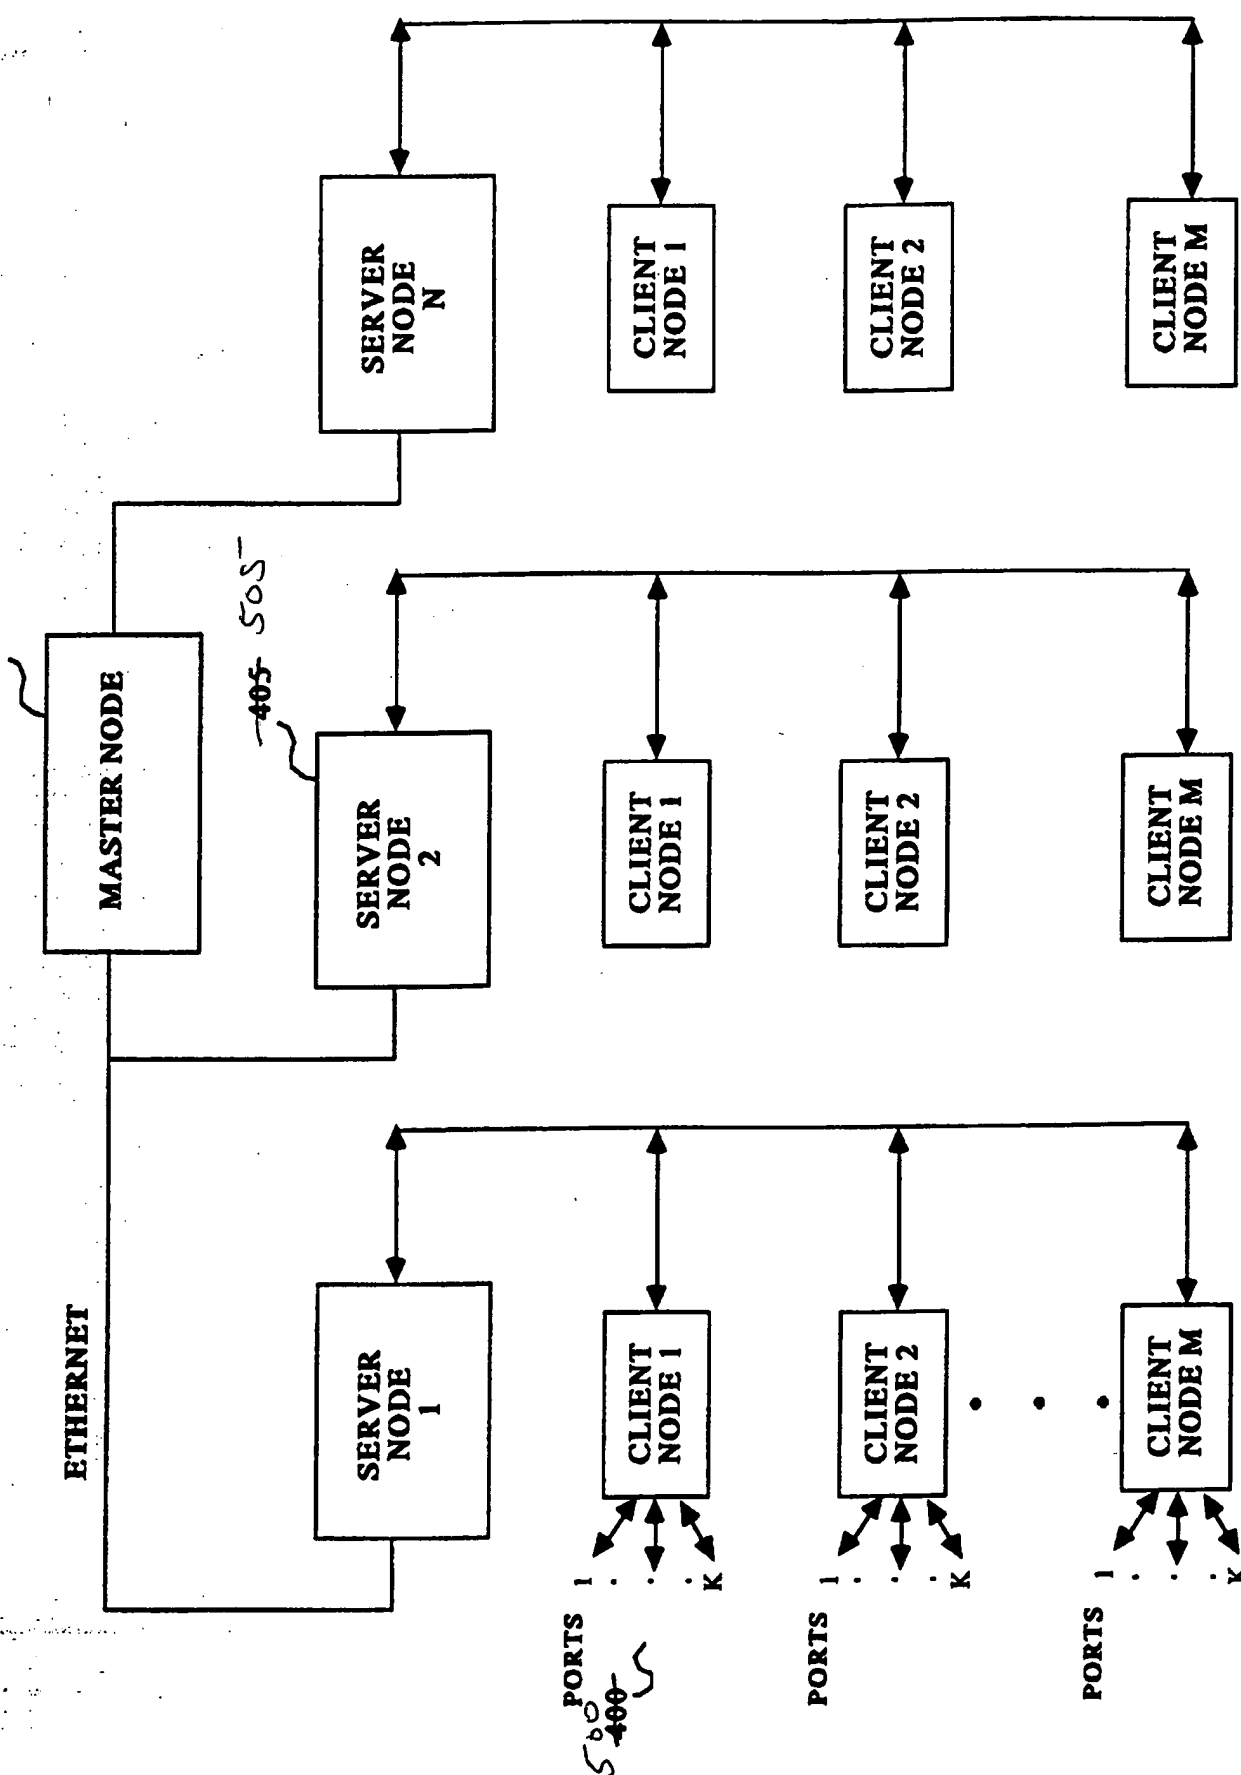 MASTER NODE
ETHERNET
405 505
SERVER
NODE
1
SERVER
NODE
2
SERVER
NODE
N
PORTS
1
K
CLIENT
NODE 1
CLIENT
NODE 1
CLIENT
NODE 1
500
400
PORTS
1
K
CLIENT
NODE 2
CLIENT
NODE 2
CLIENT
NODE 2
PORTS
1
K
CLIENT
NODE M
CLIENT
NODE M
CLIENT
NODE M